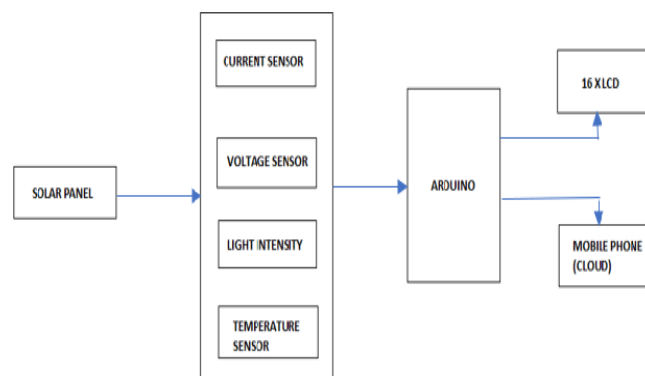 SOLAR PANEL
CURRENT SENSOR
VOLTAGE SENSOR
LIGHT INTENSITY
TEMPERATURE
SENSOR
ARDUINO
16 X LCD
MOBILE PHONE
(CLOUD)